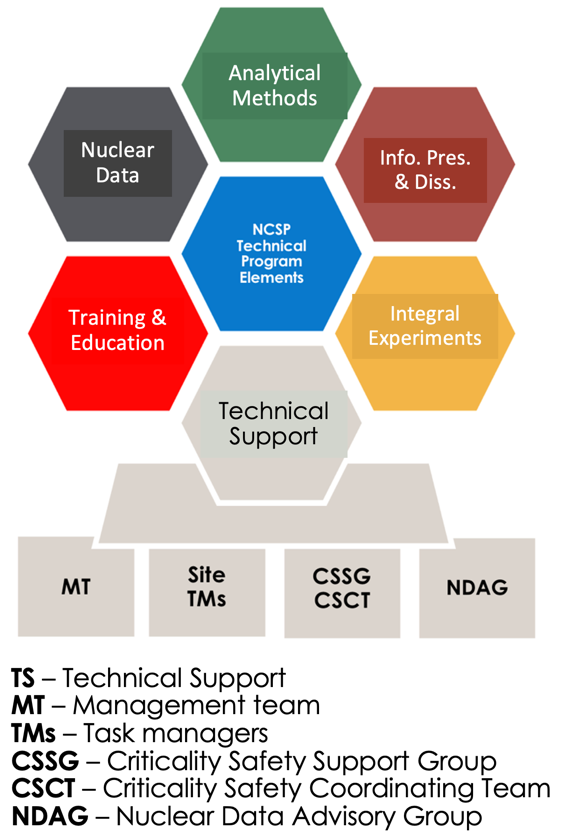 Analytical
Methods
Nuclear
Data
Info. Pres.
& Diss.
NCSP
Technical
Program
Elements
Training &
Education
Integral
Experiments
Technical
Support
MT
Site
TMs
CSSG
CSCT
NDAG
TS – Technical Support
MT – Management team
TMs – Task managers
CSSG – Criticality Safety Support Group
CSCT – Criticality Safety Coordinating Team
NDAG – Nuclear Data Advisory Group